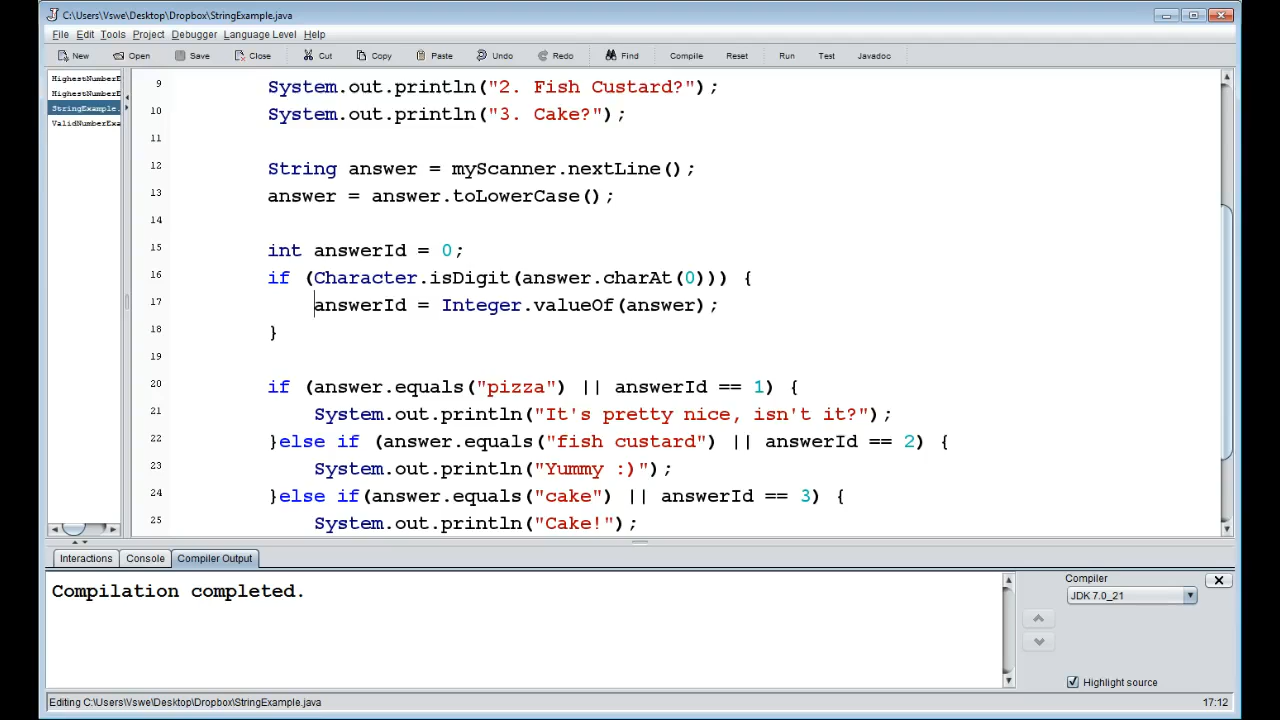 C:\Users\Vswe\Desktop\Dropbox\StringExample.java
File Edit Tools Project Debugger Language Level Help
New Open Save Close Cut Copy Paste Undo Redo Find Compile Reset Run Test Javadoc
HighestNumberE
HighestNumberE
StringExample.
ValidNumberExa
9 System.out.println("2. Fish Custard?");
10 System.out.println("3. Cake?");
11
12 String answer = myScanner.nextLine();
13 answer = answer.toLowerCase();
14
15 int answerId = 0;
16 if (Character.isDigit(answer.charAt(0))) {
17 answerId = Integer.valueOf(answer);
18 }
19
20 if (answer.equals("pizza") || answerId == 1) {
21 System.out.println("It's pretty nice, isn't it?");
22 }else if (answer.equals("fish custard") || answerId == 2) {
23 System.out.println("Yummy :)");
24 }else if(answer.equals("cake") || answerId == 3) {
25 System.out.println("Cake!");
Interactions Console Compiler Output
Compilation completed.
Compiler
JDK 7.0_21
Highlight source
Editing C:\Users\Vswe\Desktop\Dropbox\StringExample.java 17:12